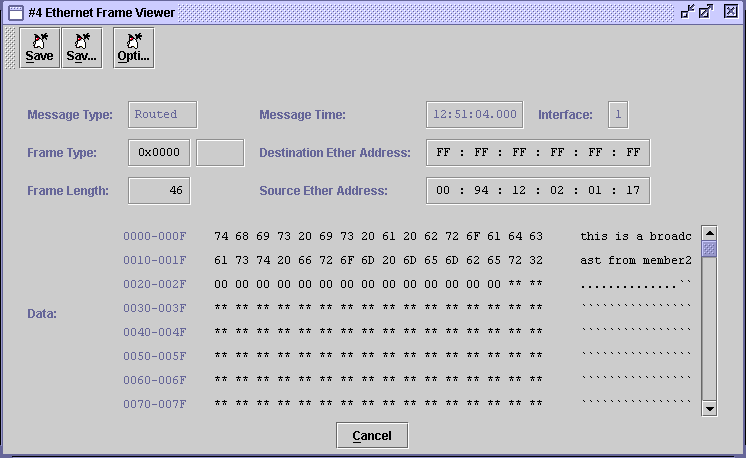 #4 Ethernet Frame Viewer
Save Sav... Opti...
Message Type: Routed Message Time: 12:51:04.000 Interface: 1
Frame Type: 0x0000 Destination Ether Address: FF : FF : FF : FF : FF : FF
Frame Length: 46 Source Ether Address: 00 : 94 : 12 : 02 : 01 : 17
0000-000F 74 68 69 73 20 69 73 20 61 20 62 72 6F 61 64 63 this is a broadc
0010-001F 61 73 74 20 66 72 6F 6D 20 6D 65 6D 62 65 72 32 ast from member2
0020-002F 00 00 00 00 00 00 00 00 00 00 00 00 00 00 ** ** ..............``
0030-003F ** ** ** ** ** ** ** ** ** ** ** ** ** ** ** ** ````````````````
Data:
0040-004F ** ** ** ** ** ** ** ** ** ** ** ** ** ** ** ** ````````````````
0050-005F ** ** ** ** ** ** ** ** ** ** ** ** ** ** ** ** ````````````````
0060-006F ** ** ** ** ** ** ** ** ** ** ** ** ** ** ** ** ````````````````
0070-007F ** ** ** ** ** ** ** ** ** ** ** ** ** ** ** ** ````````````````
Cancel